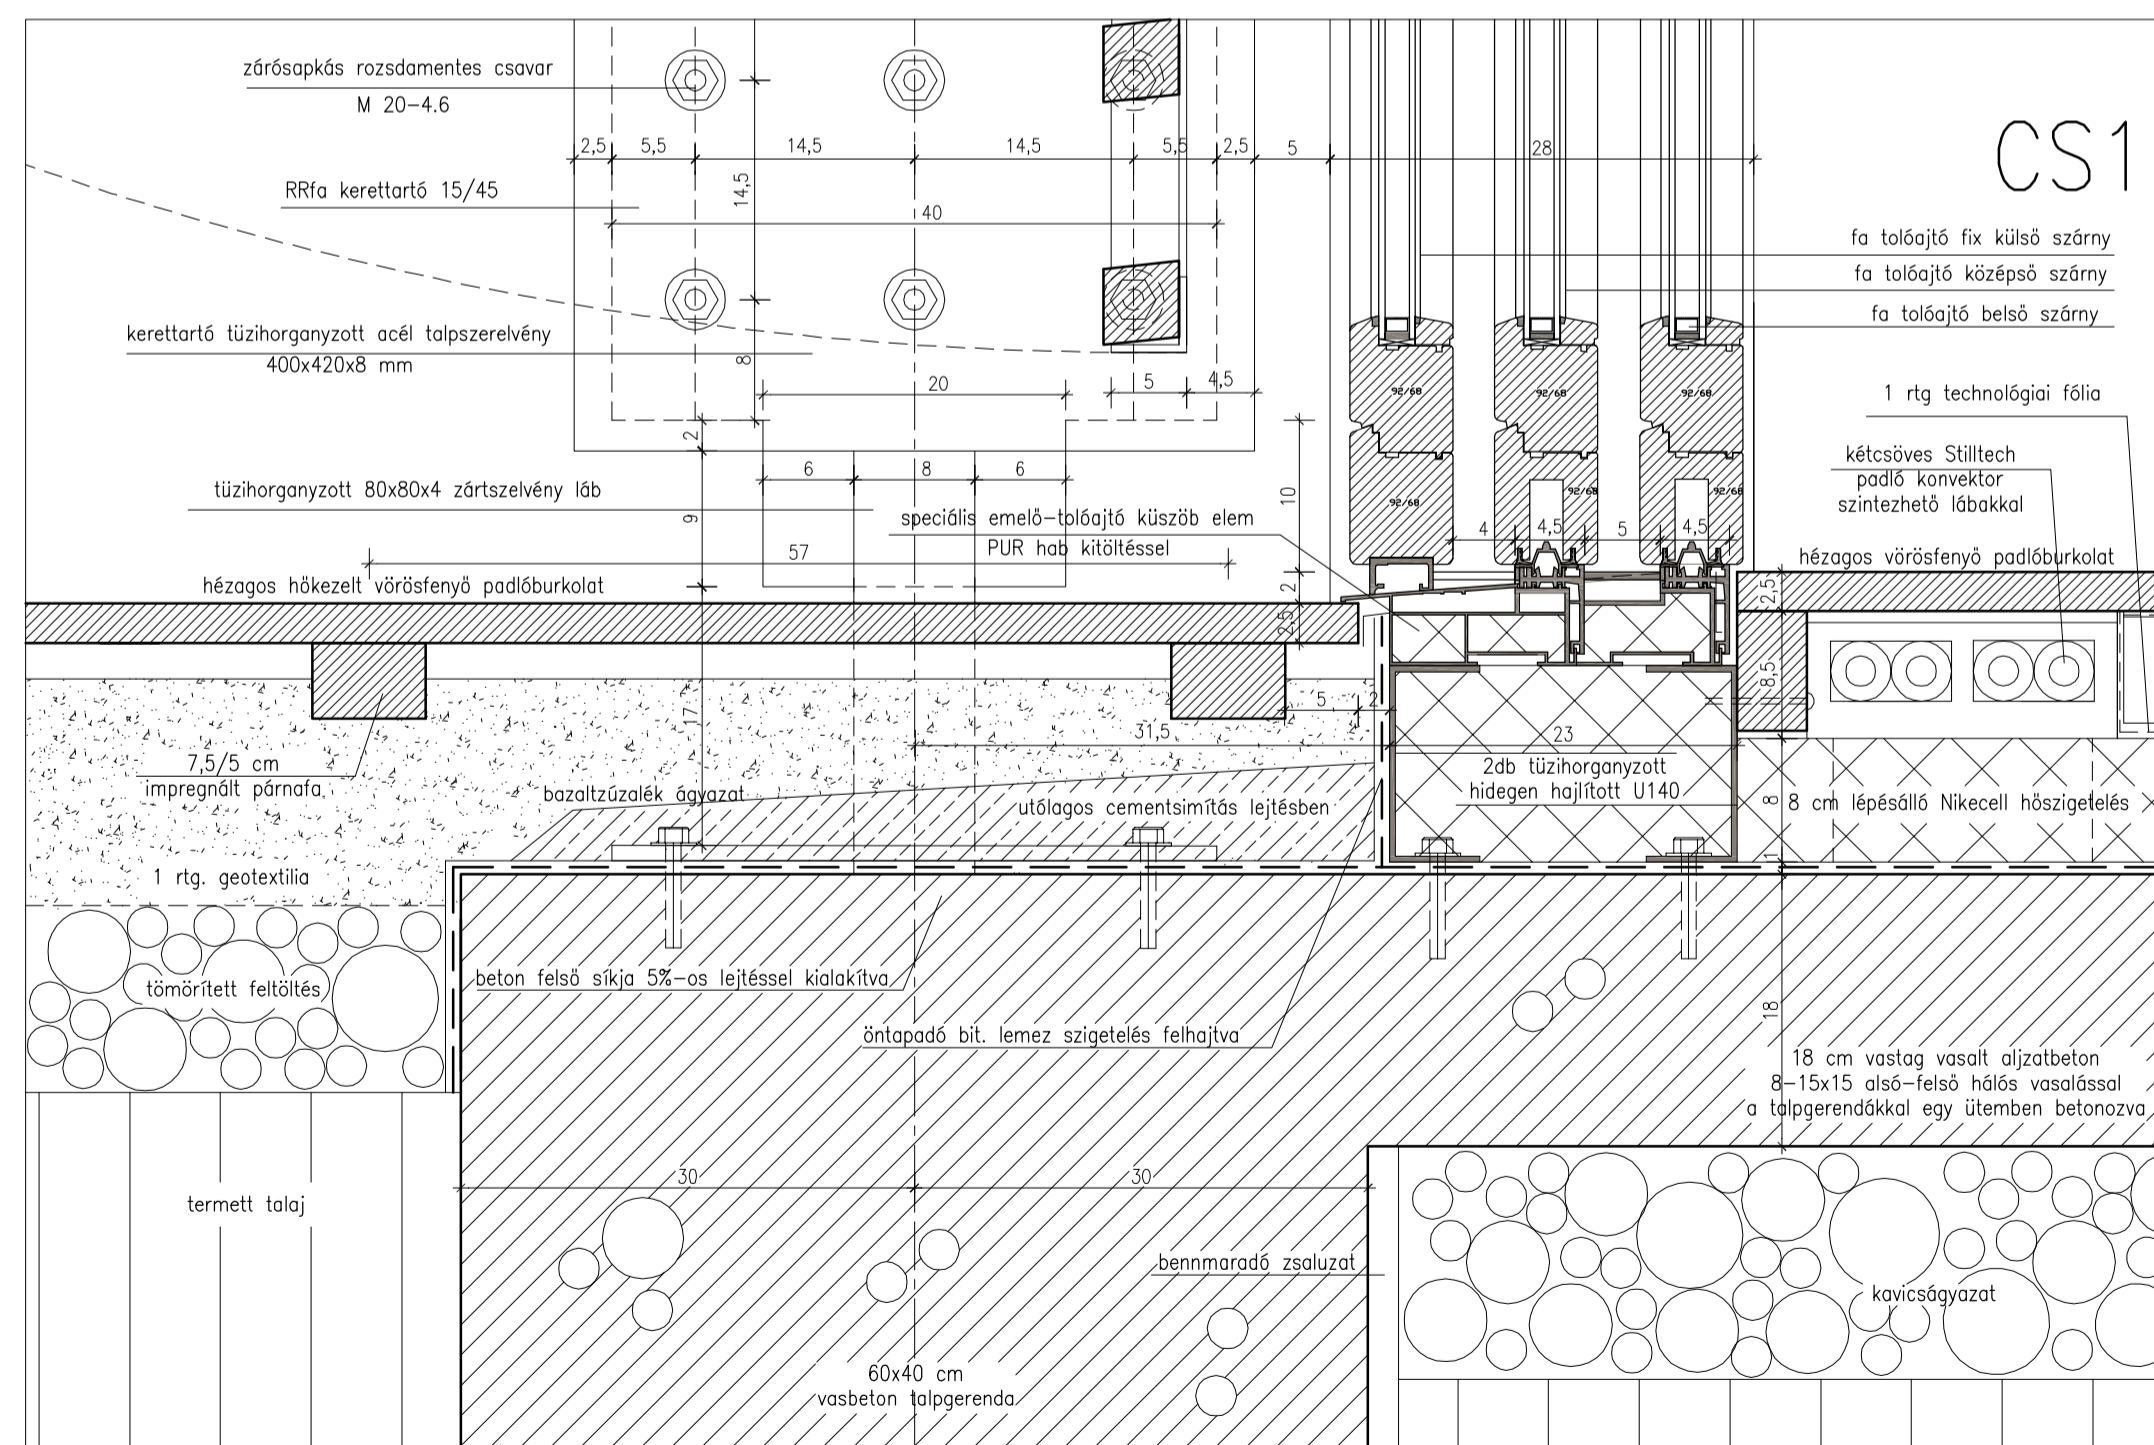 zárósapkás rozsdamentes csavar
M 20-4.6
2,5 5,5 14,5 14,5 5,5 2,5 5 28
CS1
14,5
RRfa kerettartó 15/45
40
fa tolóajtó fix külső szárny
fa tolóajtó középső szárny
fa tolóajtó belső szárny
kerettartó tüzihorganyzott acél talpszerelvény
400x420x8 mm
8
20 5 4,5
92/68 92/68 92/68
1 rtg technológiai fólia
2
6 8 6
kétcsöves Stilltech
padló konvektor
szintezhető lábakkal
tüzihorganyzott 80x80x4 zártszelvény láb
92/68 92/68 92/68
9
10
speciális emelő-tolóajtó küszöb elem
PUR hab kitöltéssel
4 4,5 5 4,5
57
hézagos vörösfenyő padlóburkolat
hézagos hőkezelt vörösfenyő padlóburkolat
2
2,5
2,5
8,5
17
5 2
31,5
23
7,5/5 cm
impregnált párnafa
bazaltzúzalék ágyazat
utólagos cementsimítás lejtésben
2db tüzihorganyzott
hidegen hajlított U140
8
8 cm lépésálló Nikecell hőszigetelés
1
1 rtg. geotextilia
tömörített feltöltés
beton felső síkja 5%-os lejtéssel kialakítva
18
öntapadó bit. lemez szigetelés felhajtva
18 cm vastag vasalt aljzatbeton
8-15x15 alsó-felső hálós vasalással
a talpgerendákkal egy ütemben betonozva
30 30
termett talaj
bennmaradó zsaluzat
kavicságyazat
60x40 cm
vasbeton talpgerenda